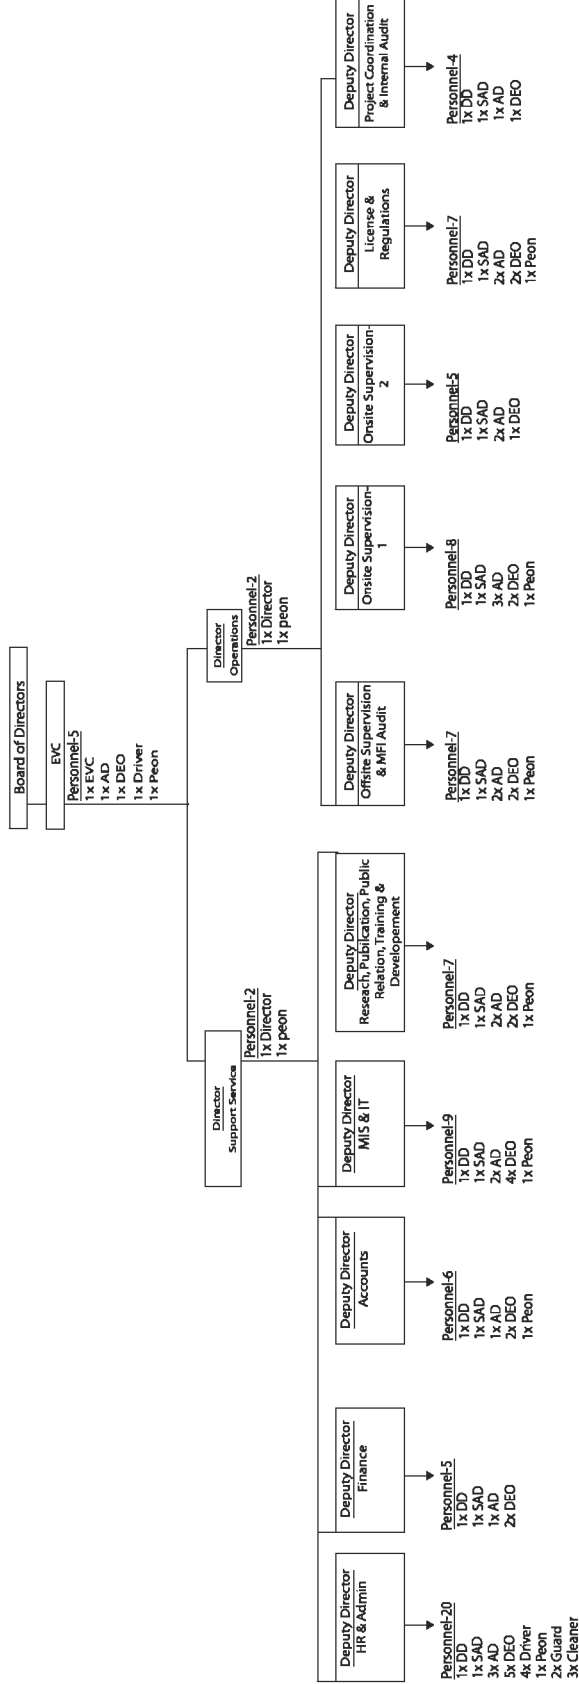 Board of Directors
EVC
Personnel-5
1x EVC
1x AD
1x DEO
1x Driver
1x Peon
Director
Support Service
Personnel-2
1x Director
1x peon
Director
Operations
Personnel-2
1x Director
1x peon
Deputy Director
HR & Admin
Personnel-20
1x DD
1x SAD
3x AD
5x DEO
4x Driver
1x Peon
2x Guard
3x Cleaner
Deputy Director
Finance
Personnel-5
1x DD
1x SAD
1x AD
2x DEO
Deputy Director
Accounts
Personnel-6
1x DD
1x SAD
1x AD
2x DEO
1x Peon
Deputy Director
MIS & IT
Personnel-9
1x DD
1x SAD
2x AD
4x DEO
1x Peon
Deputy Director
Reseach, Publication, Public
Relation, Training &
Developement
Personnel-7
1x DD
1x SAD
2x AD
2x DEO
1x Peon
Deputy Director
Offsite Supervision
& MFI Audit
Personnel-7
1x DD
1x SAD
2x AD
2x DEO
1x Peon
Deputy Director
Onsite Supervision-
1
Personnel-8
1x DD
1x SAD
3x AD
2x DEO
1x Peon
Deputy Director
Onsite Supervision-
2
Personnel-5
1x DD
1x SAD
2x AD
1x DEO
Deputy Director
License &
Regulations
Personnel-7
1x DD
1x SAD
2x AD
2x DEO
1x Peon
Deputy Director
Project Coordination
& Internal Audit
Personnel-4
1x DD
1x SAD
1x AD
1x DEO